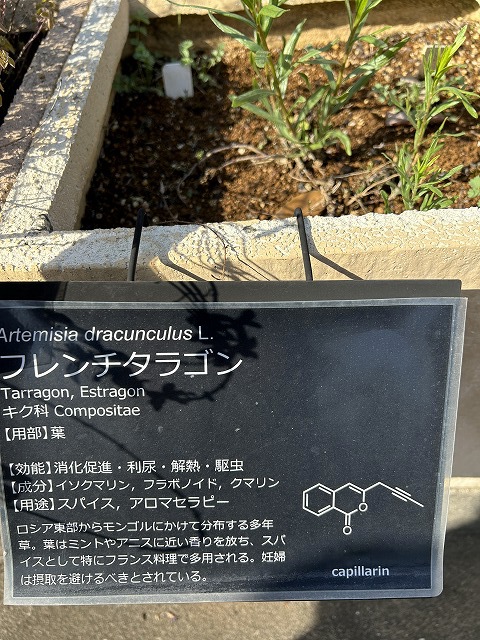 Artemisia dracunculus L.
フレンチタラゴン
Tarragon, Estragon
キク科 Compositae
【用部】葉
【効能】消化促進・利尿・解熱・駆虫
【成分】イソクマリン，フラボノイド，クマリン
【用途】スパイス，アロマセラピー
ロシア東部からモンゴルにかけて分布する多年
草。葉はミントやアニスに近い香りを放ち、スパ
イスとして特にフランス料理で多用される。妊婦
は摂取を避けるべきとされている。
O
O
capillarin